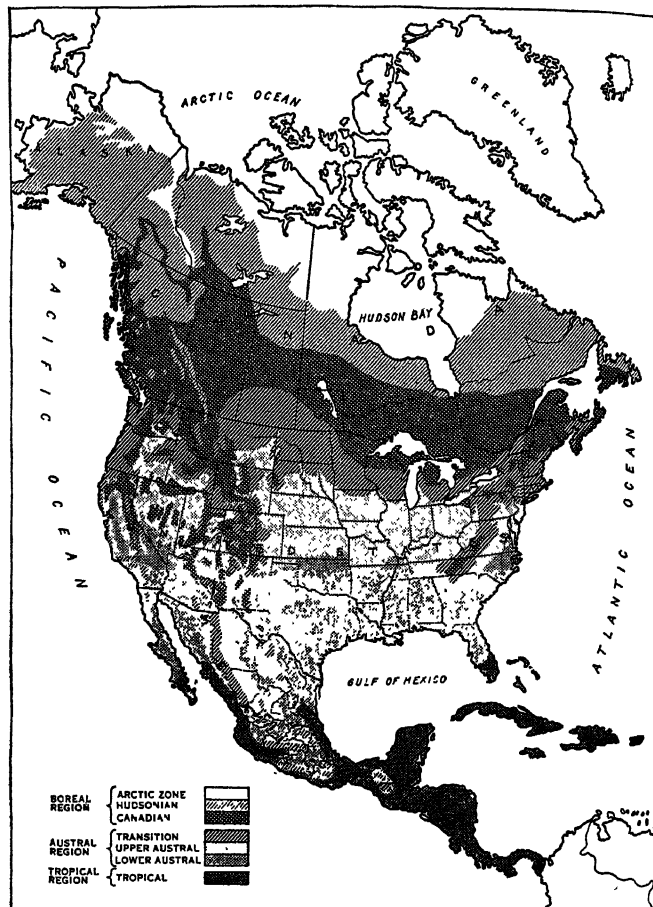 ARCTIC OCEAN
GREENLAND
ALASKA
PACIFIC OCEAN
HUDSON BAY
ATLANTIC OCEAN
GULF OF MEXICO
BOREAL REGION
ARCTIC ZONE
HUDSONIAN
CANADIAN
AUSTRAL REGION
TRANSITION
UPPER AUSTRAL
LOWER AUSTRAL
TROPICAL REGION
TROPICAL